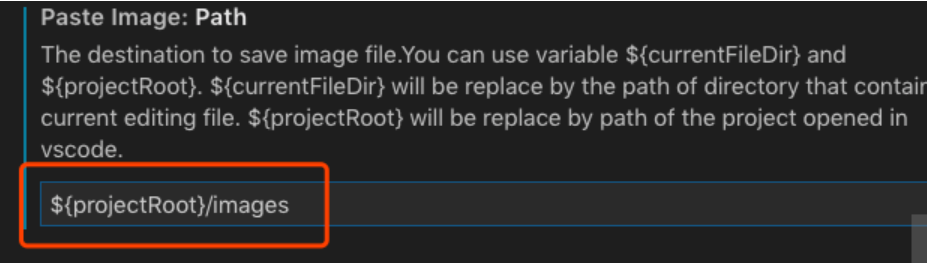 Paste Image: Path
The destination to save image file.You can use variable ${currentFileDir} and
${projectRoot}. ${currentFileDir} will be replace by the path of directory that contain
current editing file. ${projectRoot} will be replace by path of the project opened in
vscode.
${projectRoot}/images